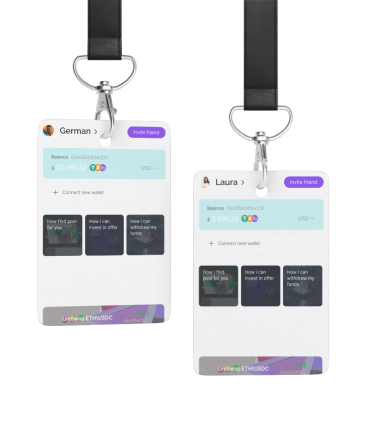 German >
Invite friend
Balance
USD
+ Connect new wallet
How find pool
for you
How i can
invest in offer
How i can
withdraw my
funds
UniSwap ETH\USDC
Laura >
Invite friend
Balance
USD
+ Connect new wallet
How i find
pool for you
How i can
invest in offer
How i can
withdraw my
funds
UniSwap ETH\USDC